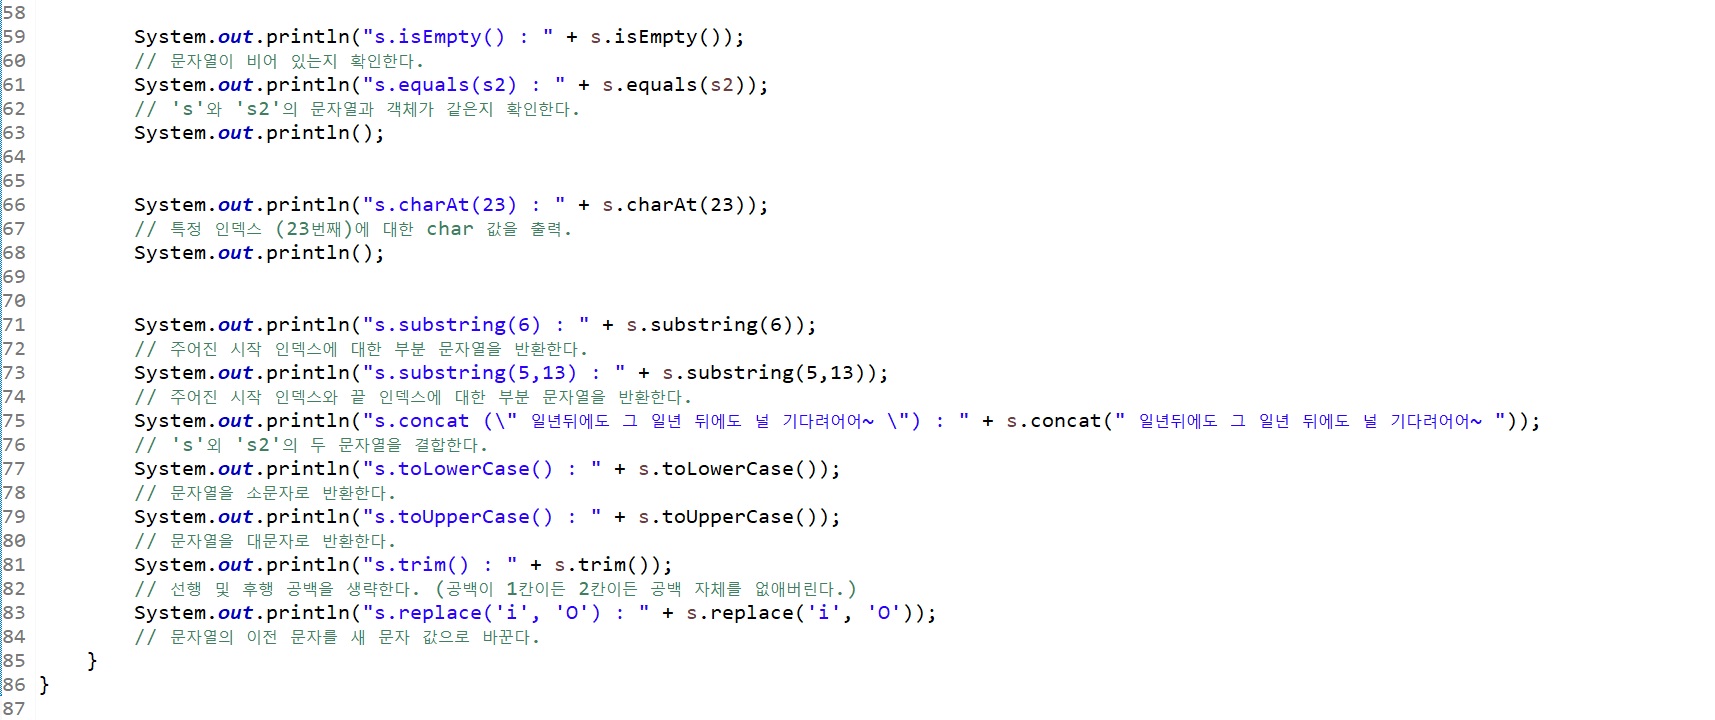 58
59 System.out.println("s.isEmpty() : " + s.isEmpty());
60 // 문자열이 비어 있는지 확인한다.
61 System.out.println("s.equals(s2) : " + s.equals(s2));
62 // 's'와 's2'의 문자열과 객체가 같은지 확인한다.
63 System.out.println();
64
65
66 System.out.println("s.charAt(23) : " + s.charAt(23));
67 // 특정 인덱스 (23번째)에 대한 char 값을 출력.
68 System.out.println();
69
70
71 System.out.println("s.substring(6) : " + s.substring(6));
72 // 주어진 시작 인덱스에 대한 부분 문자열을 반환한다.
73 System.out.println("s.substring(5,13) : " + s.substring(5,13));
74 // 주어진 시작 인덱스와 끝 인덱스에 대한 부분 문자열을 반환한다.
75 System.out.println("s.concat (\" 일년뒤에도 그 일년 뒤에도 널 기다려어어~ \") : " + s.concat(" 일년뒤에도 그 일년 뒤에도 널 기다려어어~ "));
76 // 's'외 's2'의 두 문자열을 결합한다.
77 System.out.println("s.toLowerCase() : " + s.toLowerCase());
78 // 문자열을 소문자로 반환한다.
79 System.out.println("s.toUpperCase() : " + s.toUpperCase());
80 // 문자열을 대문자로 반환한다.
81 System.out.println("s.trim() : " + s.trim());
82 // 선행 및 후행 공백을 생략한다. (공백이 1칸이든 2칸이든 공백 자체를 없애버린다.)
83 System.out.println("s.replace('i', 'O') : " + s.replace('i', 'O'));
84 // 문자열의 이전 문자를 새 문자 값으로 바꾼다.
85 }
86 }
87